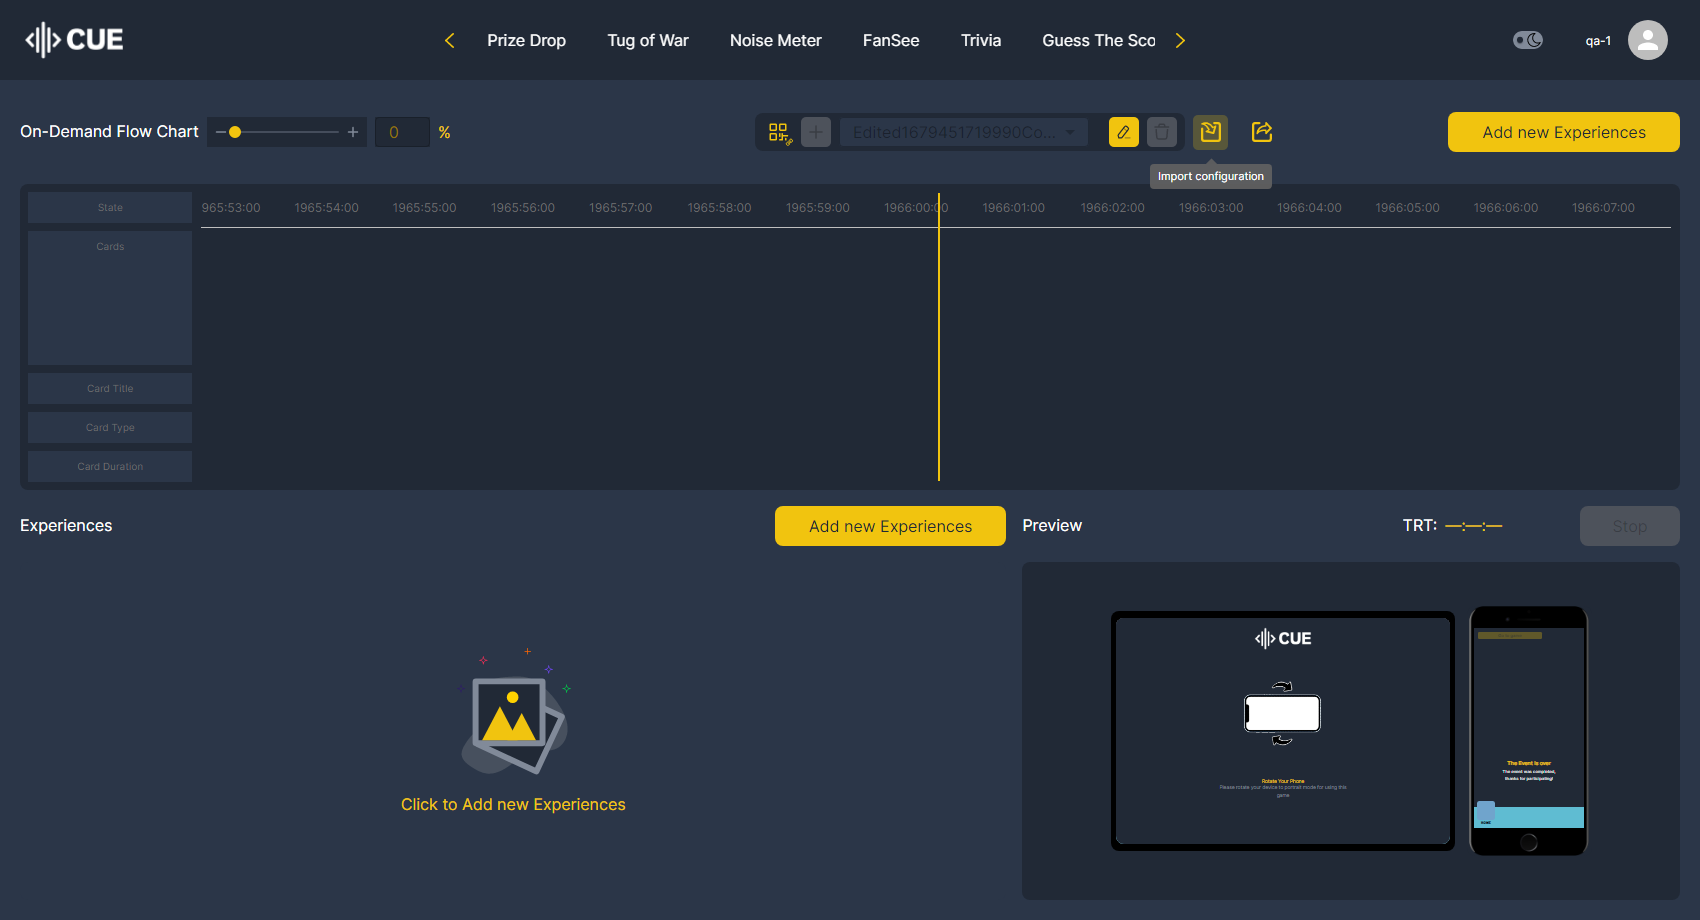 CUE
Prize Drop
Tug of War
Noise Meter
FanSee
Trivia
Guess The Sco
qa-1
On-Demand Flow Chart
0
%
Edited1679451719990Co...
Add new Experiences
Import configuration
State
965:53:00 1965:54:00 1965:55:00 1965:56:00 1965:57:00 1965:58:00 1965:59:00 1966:00:00 1966:01:00 1966:02:00 1966:03:00 1966:04:00 1966:05:00 1966:06:00 1966:07:00
Cards
Card Title
Card Type
Card Duration
Experiences
Add new Experiences
Click to Add new Experiences
Preview
TRT: —:—:—
Stop
CUE
Rotate Your Phone
Please rotate your device to portrait mode for using this
game
The Event is over
The event was completed,
thanks for participating!
HOME